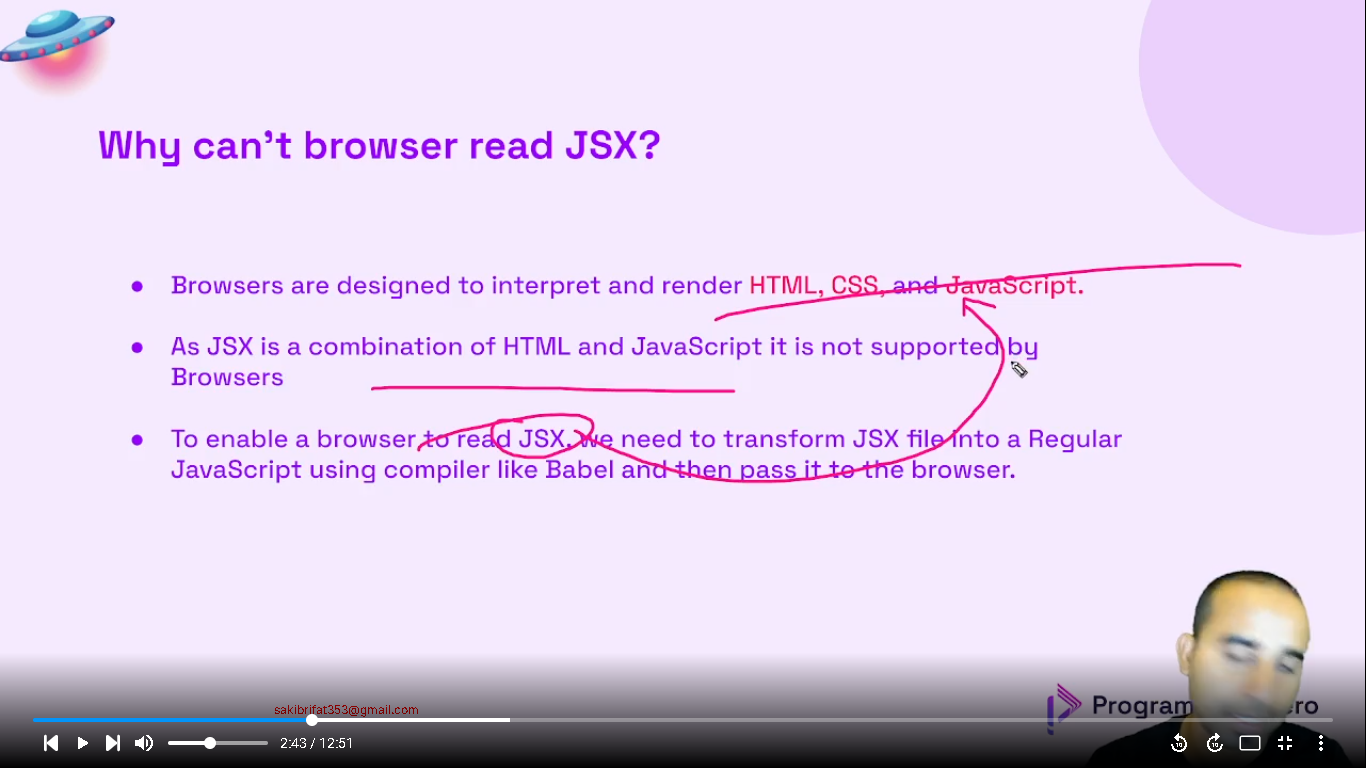 Why can't browser read JSX?
● Browsers are designed to interpret and render HTML, CSS, and JavaScript.
● As JSX is a combination of HTML and JavaScript it is not supported by
Browsers
● To enable a browser to read JSX, we need to transform JSX file into a Regular
JavaScript using compiler like Babel and then pass it to the browser.
sakibrifat353@gmail.com
2:43 / 12:51
10 10